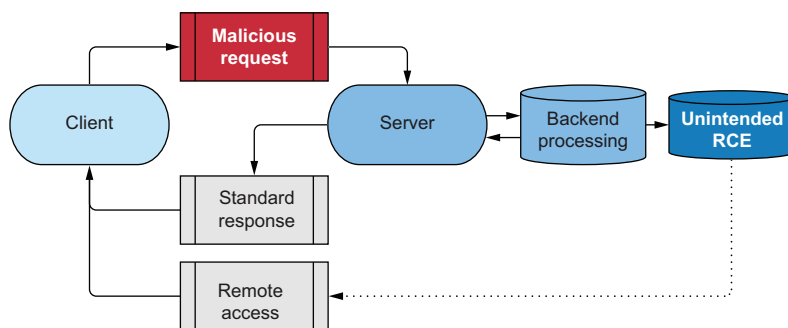 Malicious
request
Client
Server
Backend
processing
Unintended
RCE
Standard
response
Remote
access